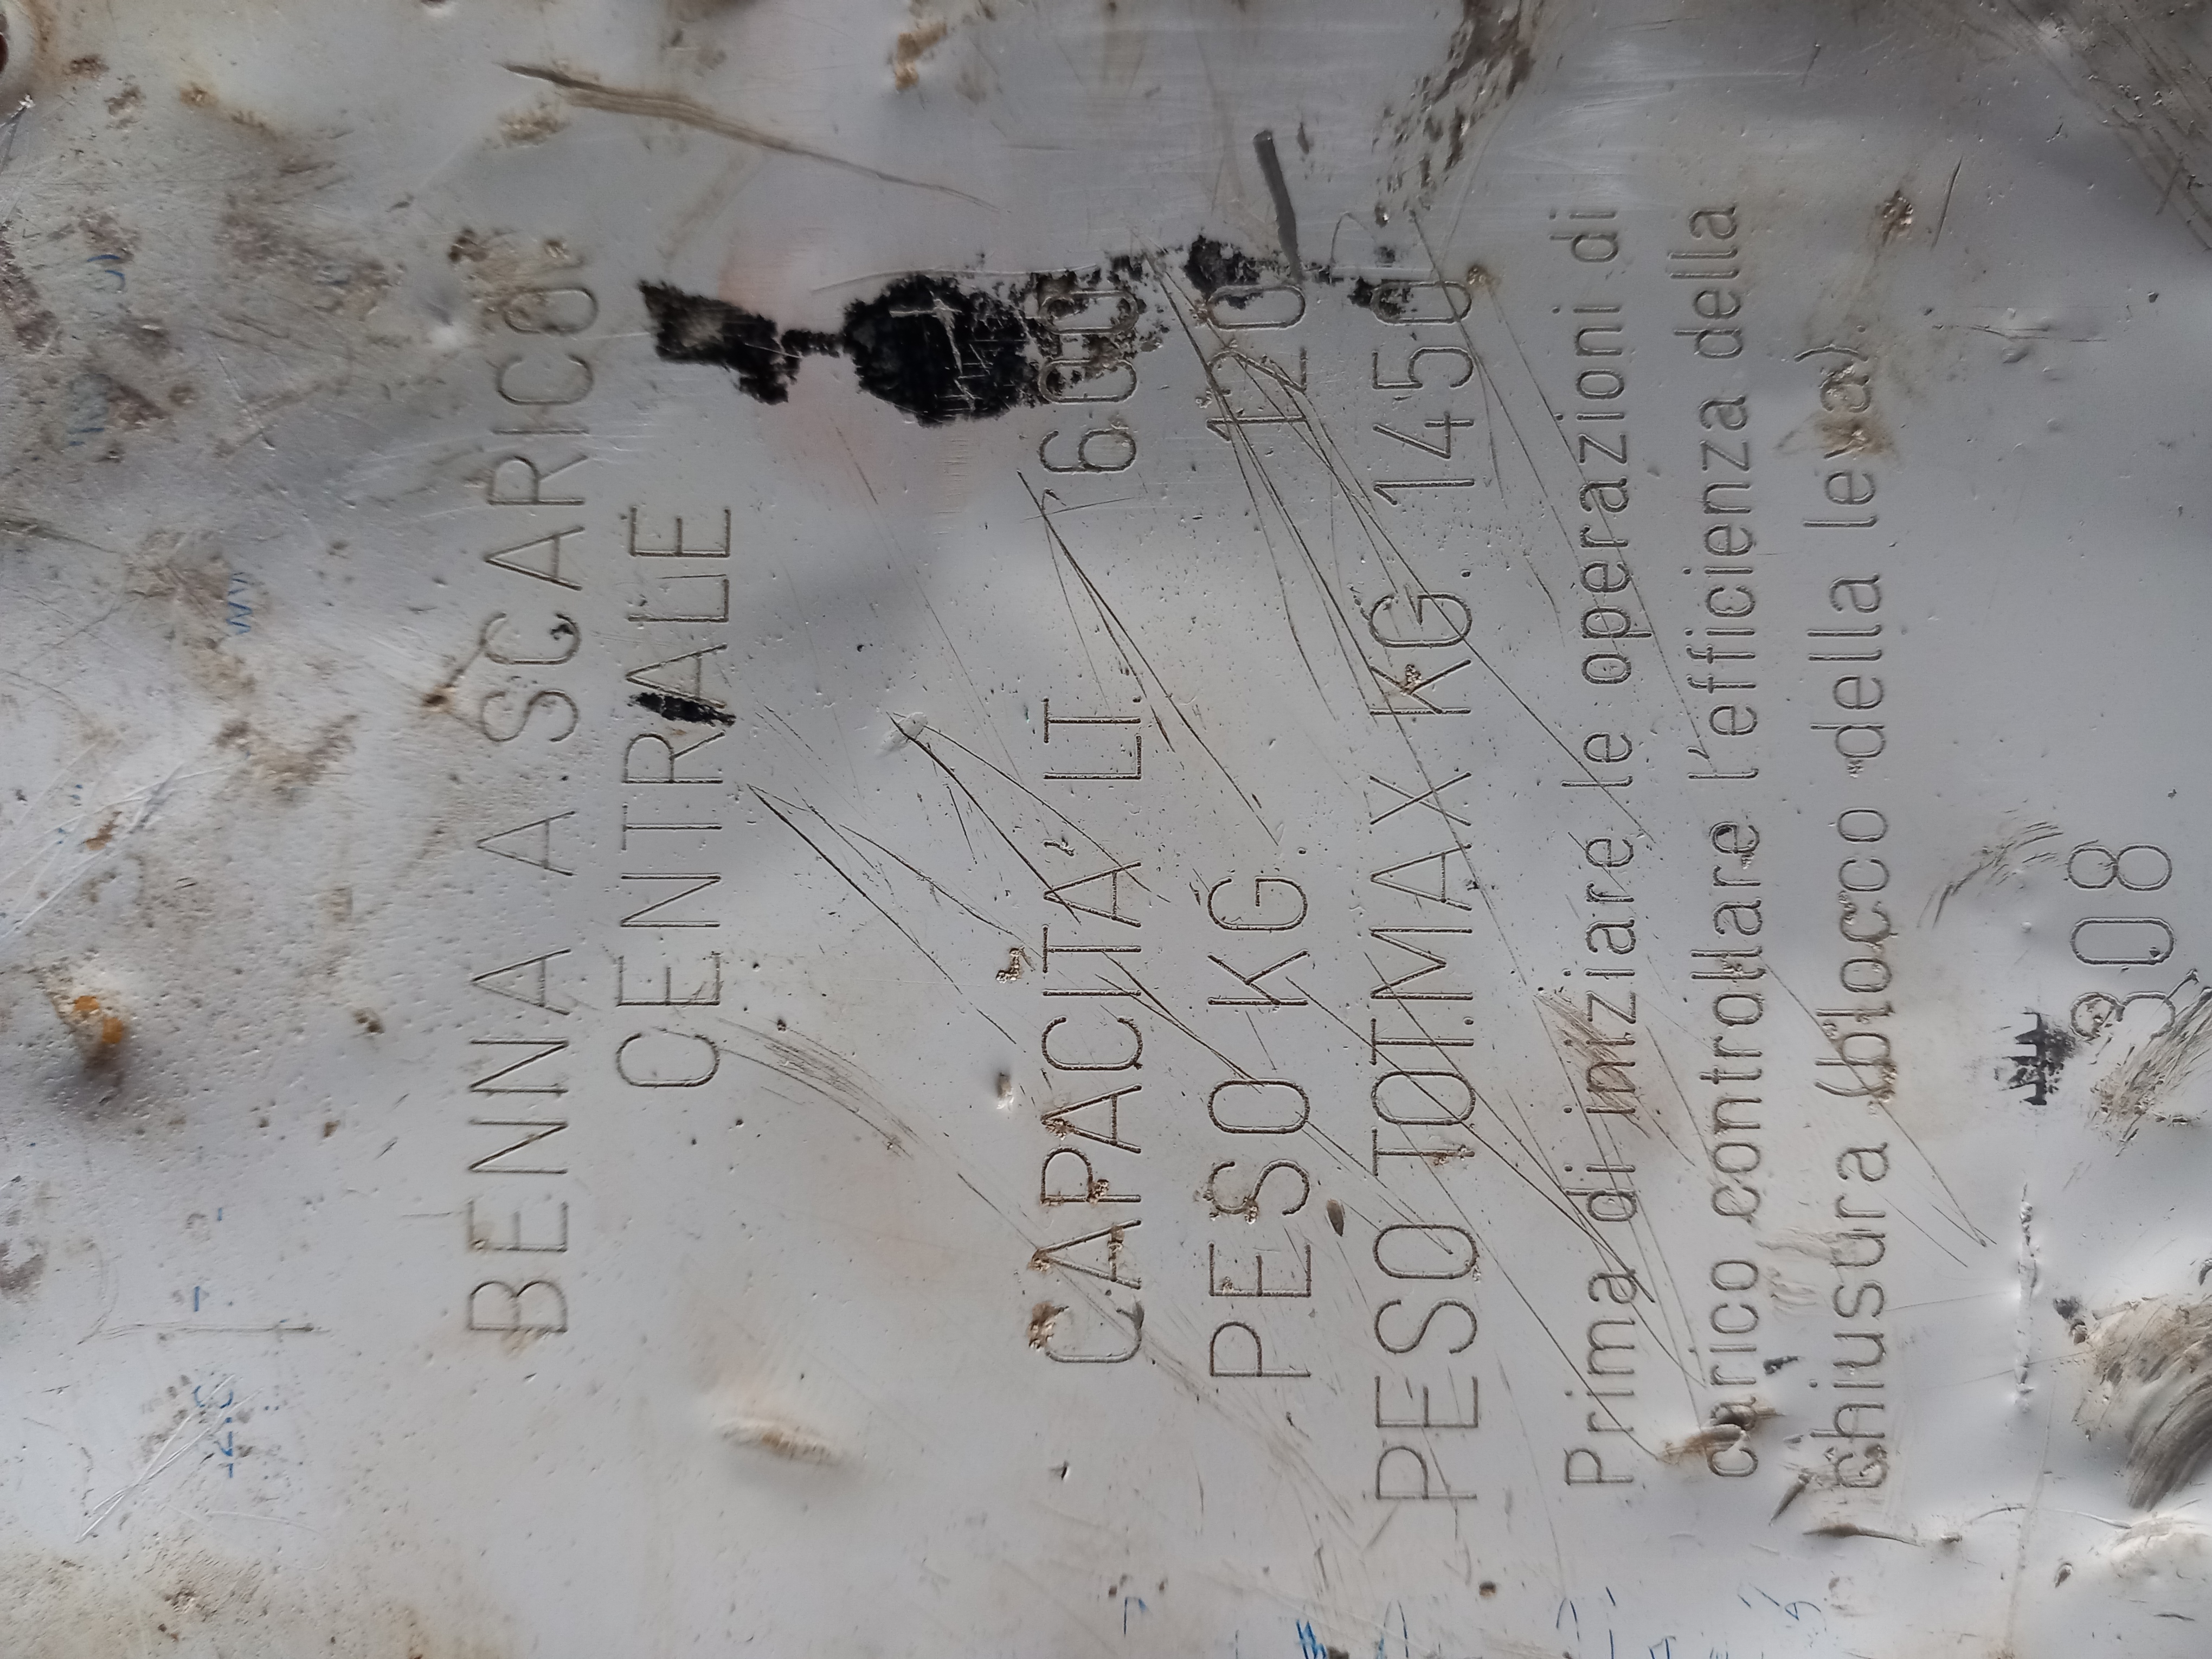 BENNA A SCARICO
CENTRALE
CAPACITA' LT. 600
PESO KG. 120
PESO TOT.MAX KG. 1450
Prima di iniziare le operazioni di
carico controllare l'efficienza della
chiusura (blocco della leva).
308